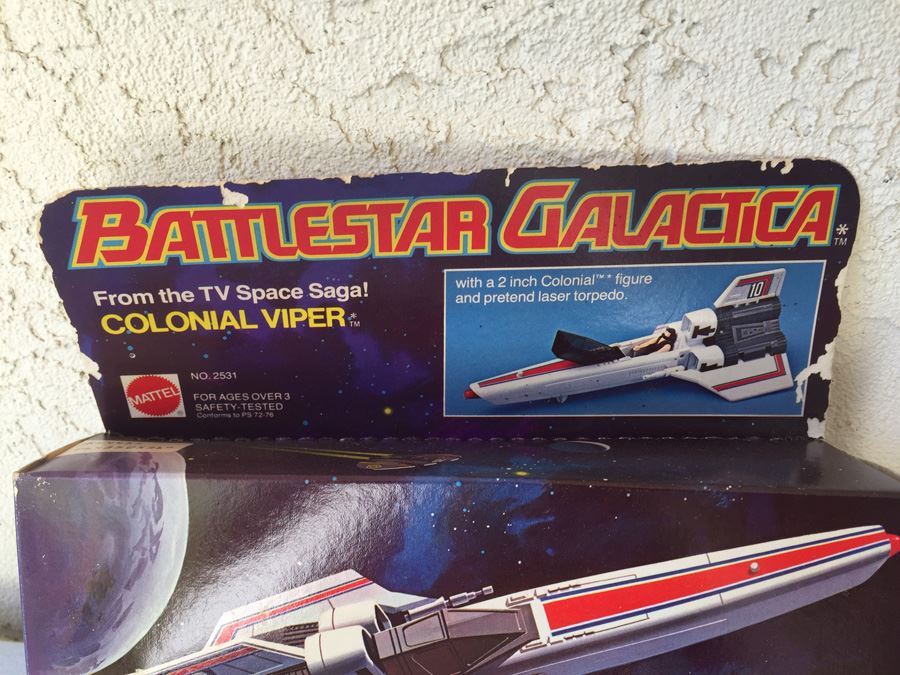 BATTLESTAR GALACTICA*™
From the TV Space Saga!
COLONIAL VIPER*™
with a 2 inch Colonial™* figure
and pretend laser torpedo.
10
MATTEL
NO. 2531
FOR AGES OVER 3
SAFETY-TESTED
Conforms to PS 72-76